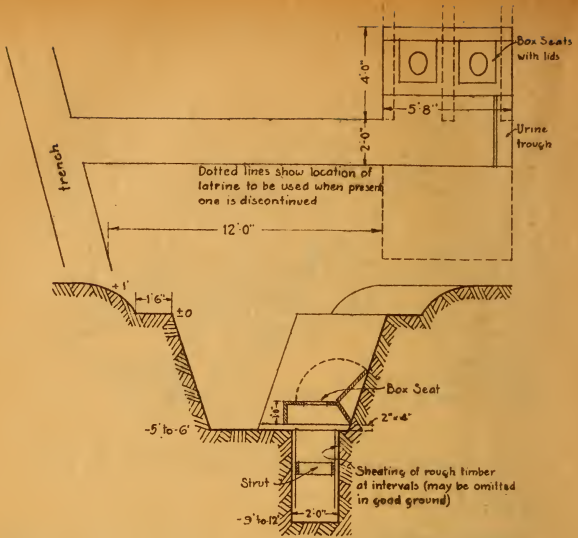 Box Seats
with lids
4'-0"
5'8"
2'-0"
Urine
trough
trench
Dotted lines show location of
latrine to be used when present
one is discontinued
12'-0"
+1'
1'6"
±0
Box Seat
2"×4"
-5' to -6'
Sheating of rough timber
at intervals (may be omitted
in good ground)
Strut
2'-0"
-9' to 12'